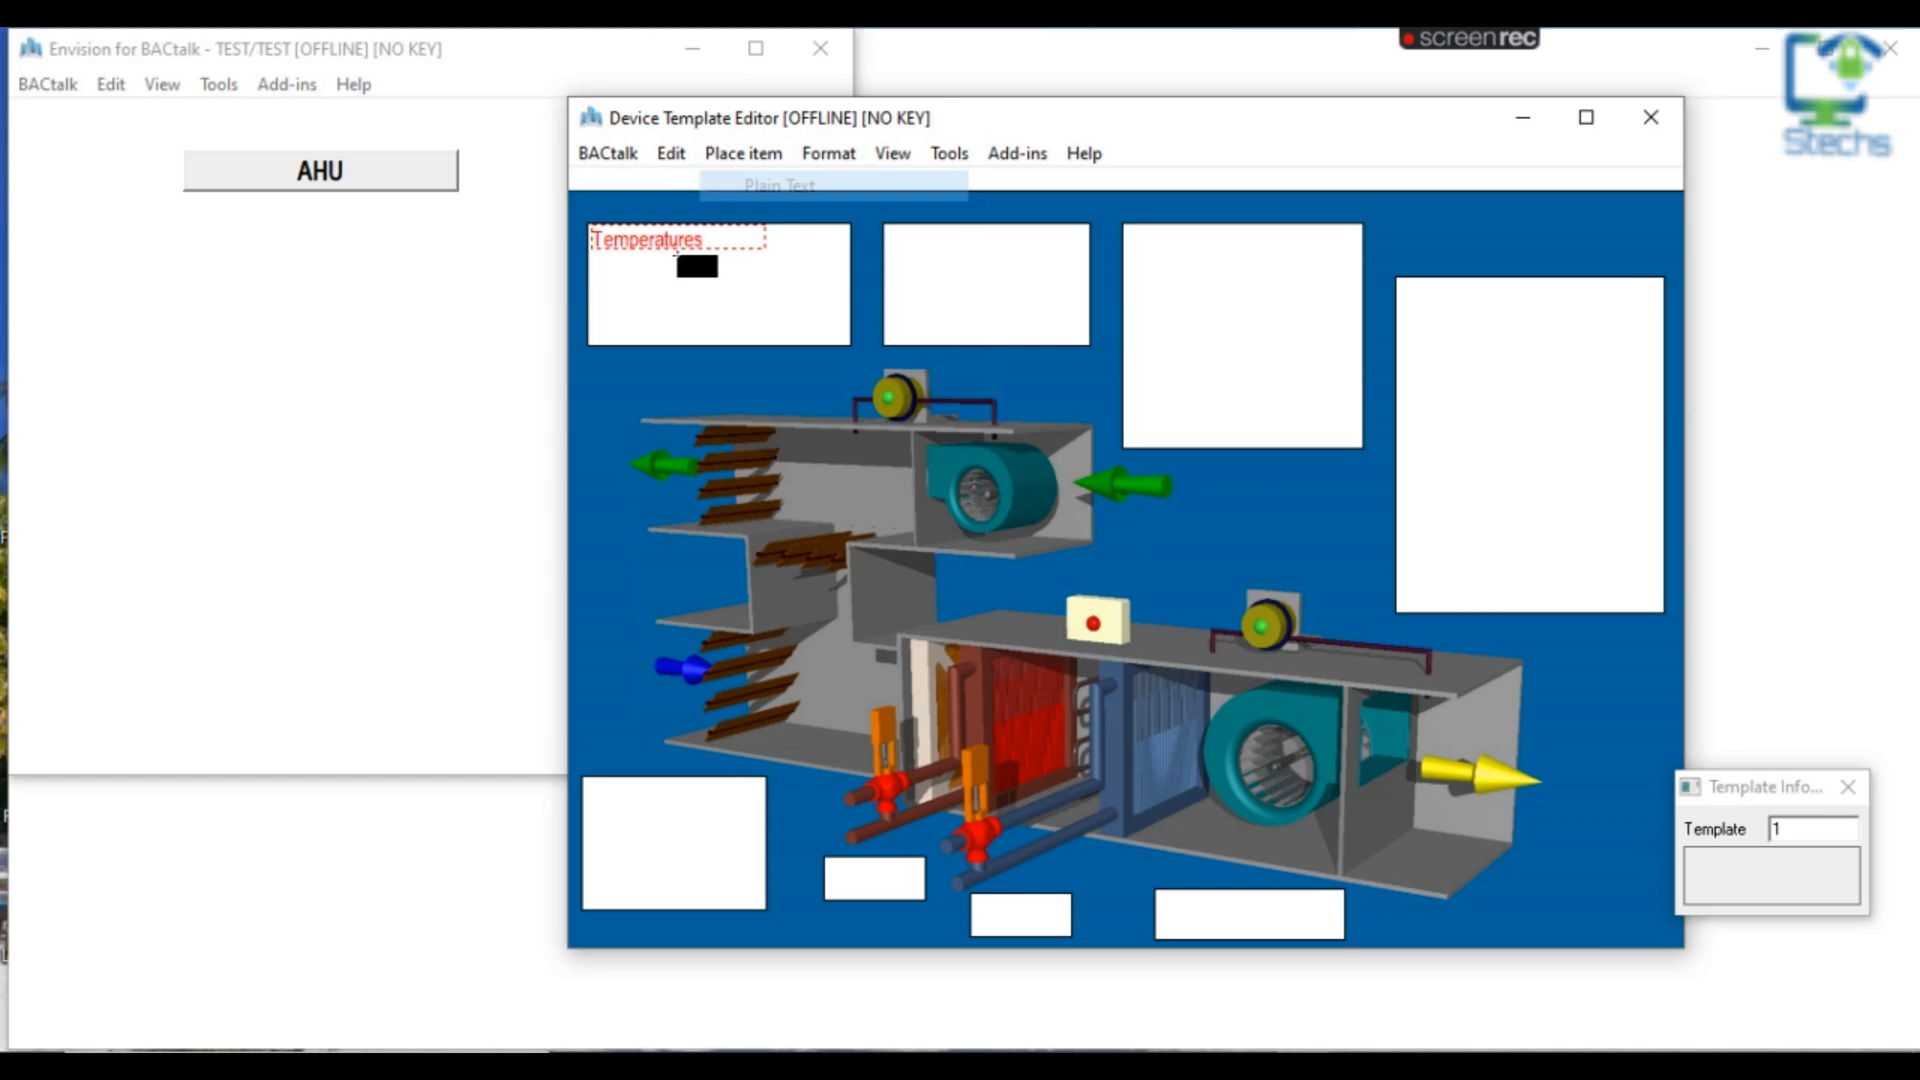 Envision for BACtalk - TEST/TEST [OFFLINE] [NO KEY]
screenrec
BACtalk Edit View Tools Add-ins Help
Stechs
Device Template Editor [OFFLINE] [NO KEY]
BACtalk Edit Place item Format View Tools Add-ins Help
AHU
Plain Text
Temperatures
Template Info...
Template 1